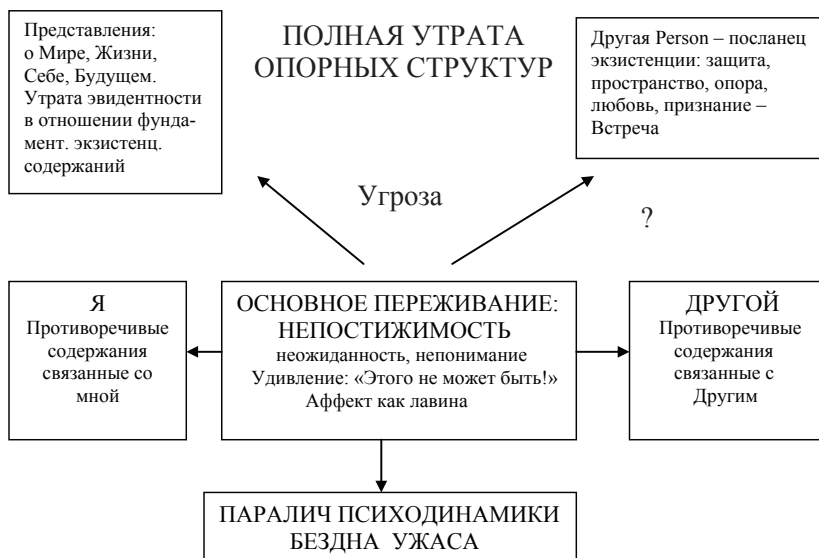 Представления:
о Мире, Жизни,
Себе, Будущем.
Утрата эвидентности
в отношении фунда-
мент. экзистенц.
содержаний
ПОЛНАЯ УТРАТА
ОПОРНЫХ СТРУКТУР
Другая Person – посланец
экзистенции: защита,
пространство, опора,
любовь, признание –
Встреча
Угроза
?
Я
Противоречивые
содержания
связанные со
мной
ОСНОВНОЕ ПЕРЕЖИВАНИЕ:
НЕПОСТИЖИМОСТЬ
неожиданность, непонимание
Удивление: «Этого не может быть!»
Аффект как лавина
ДРУГОЙ
Противоречивые
содержания
связанные с
Другим
ПАРАЛИЧ ПСИХОДИНАМИКИ
БЕЗДНА УЖАСА